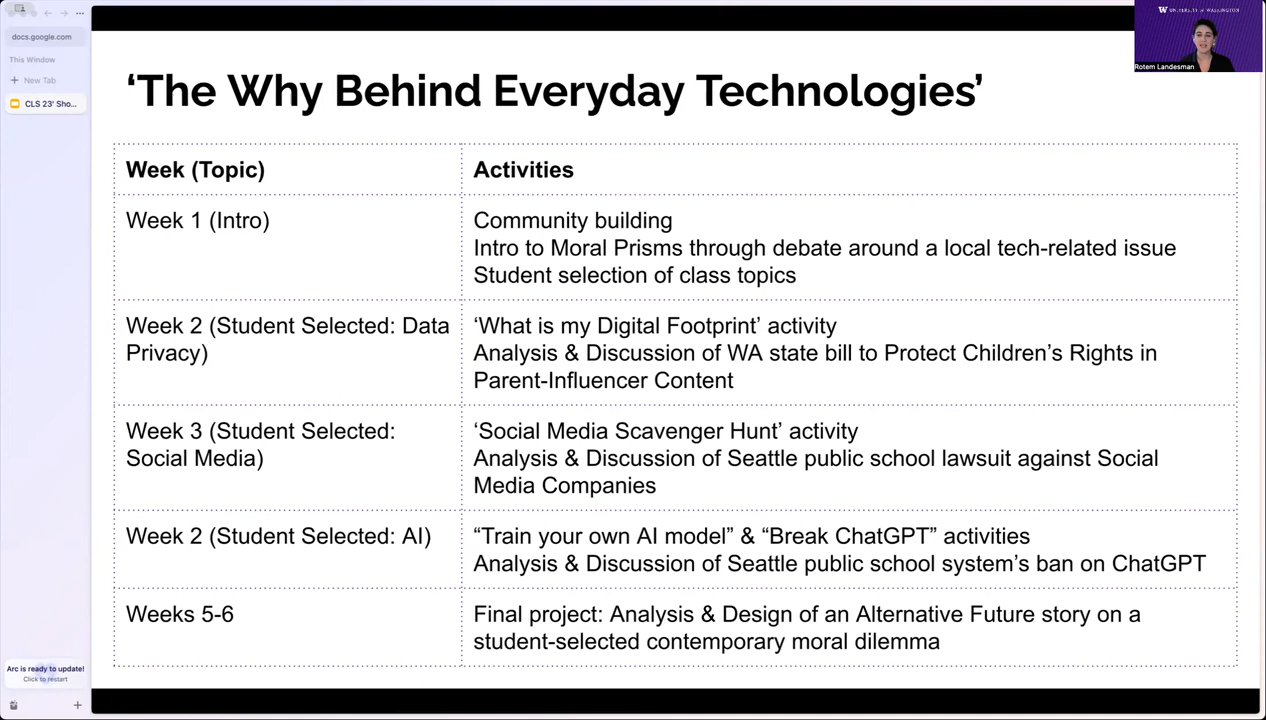 docs.google.com
This Window
New Tab
CLS 23' Sho...
Arc is ready to update!
Click to restart
UNIVERSITY of WASHINGTON
Rotem Landesman
‘The Why Behind Everyday Technologies’
Week (Topic)
Activities
Week 1 (Intro)
Community building
Intro to Moral Prisms through debate around a local tech-related issue
Student selection of class topics
Week 2 (Student Selected: Data
Privacy)
‘What is my Digital Footprint’ activity
Analysis & Discussion of WA state bill to Protect Children’s Rights in
Parent-Influencer Content
Week 3 (Student Selected:
Social Media)
‘Social Media Scavenger Hunt’ activity
Analysis & Discussion of Seattle public school lawsuit against Social
Media Companies
Week 2 (Student Selected: AI)
“Train your own AI model” & “Break ChatGPT” activities
Analysis & Discussion of Seattle public school system’s ban on ChatGPT
Weeks 5-6
Final project: Analysis & Design of an Alternative Future story on a
student-selected contemporary moral dilemma